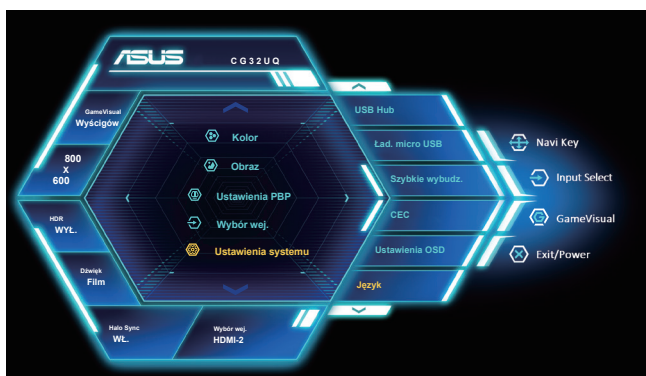 ASUS
CG32UQ
GameVisual
Wyścigów
800
X
600
HDR
WYŁ.
Dźwięk
Film
Halo Sync
WŁ.
Wybór wej.
HDMI-2
Kolor
Obraz
Ustawienia PBP
Wybór wej.
Ustawienia systemu
USB Hub
Ład. micro USB
Szybkie wybudz.
CEC
Ustawienia OSD
Język
Navi Key
Input Select
GameVisual
Exit/Power